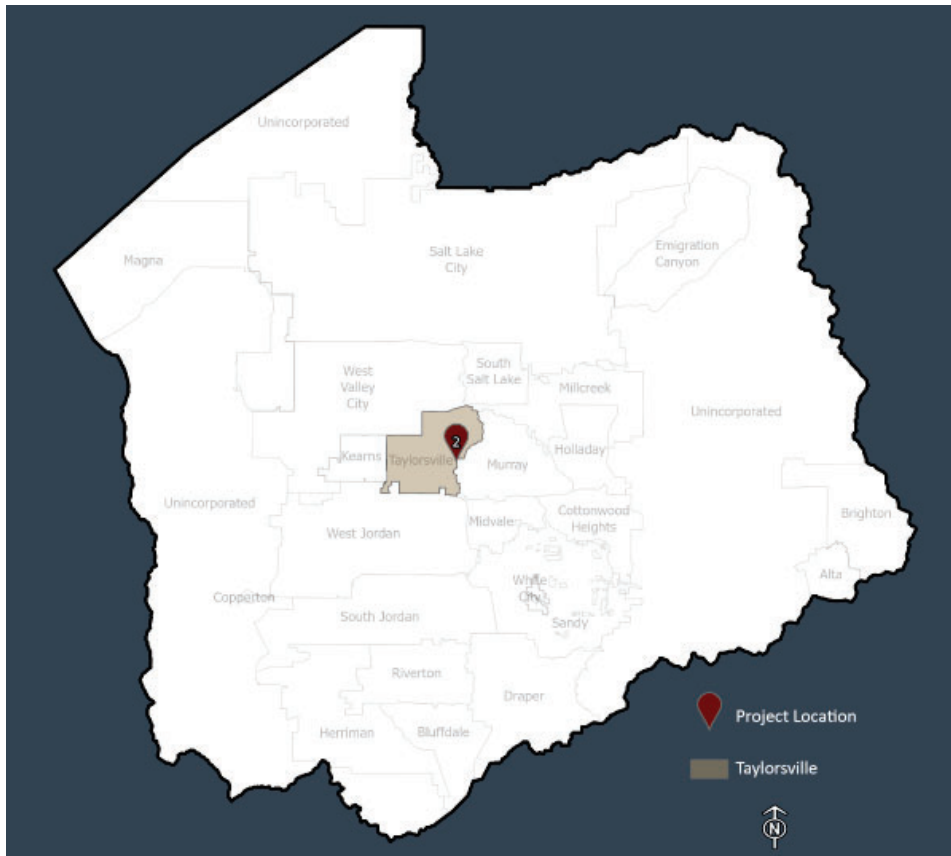 Unincorporated
Magna
Salt Lake
City
Emigration
Canyon
West
Valley
City
South
Salt Lake
Millcreek
Unincorporated
2
Kearns
Taylorsville
Murray
Holladay
Unincorporated
West Jordan
Midvale
Cottonwood
Heights
Brighton
Alta
Copperton
White
City
South Jordan
Sandy
Riverton
Draper
Herriman
Bluffdale
Project Location
Taylorsville
N